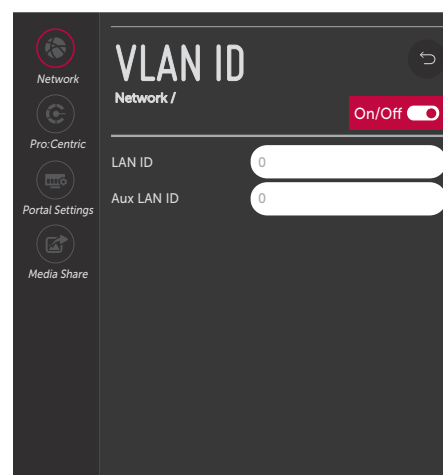 Network
Pro:Centric
Portal Settings
Media Share
VLAN ID
Network /
On/Off
LAN ID
0
Aux LAN ID
0